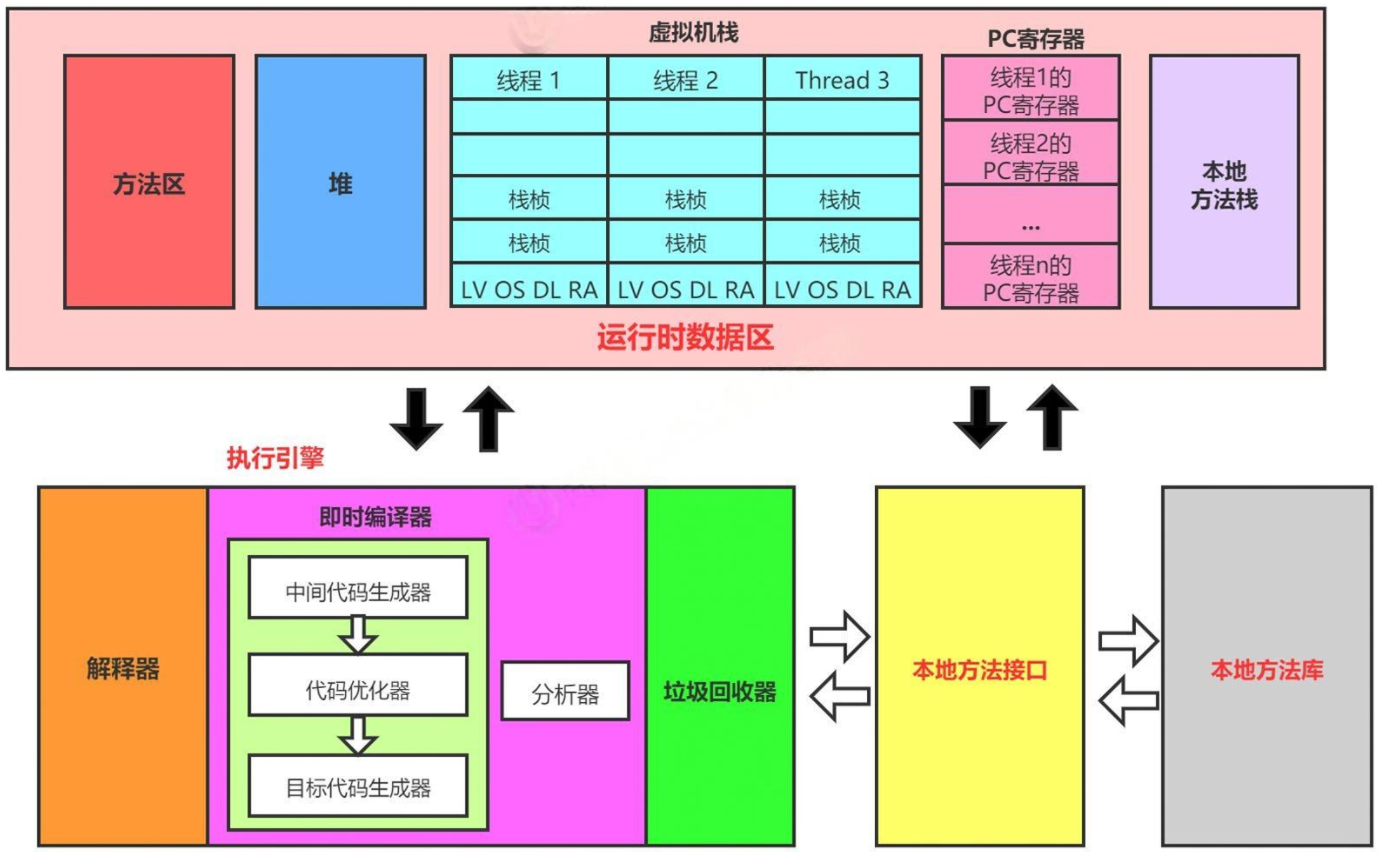 虚拟机栈
PC寄存器
方法区
堆
线程 1
线程 2
Thread 3
栈桢
栈桢
栈桢
栈桢
栈桢
栈桢
LV OS DL RA
LV OS DL RA
LV OS DL RA
线程1的
PC寄存器
线程2的
PC寄存器
...
线程n的
PC寄存器
本地
方法栈
运行时数据区
执行引擎
解释器
即时编译器
中间代码生成器
代码优化器
目标代码生成器
分析器
垃圾回收器
本地方法接口
本地方法库